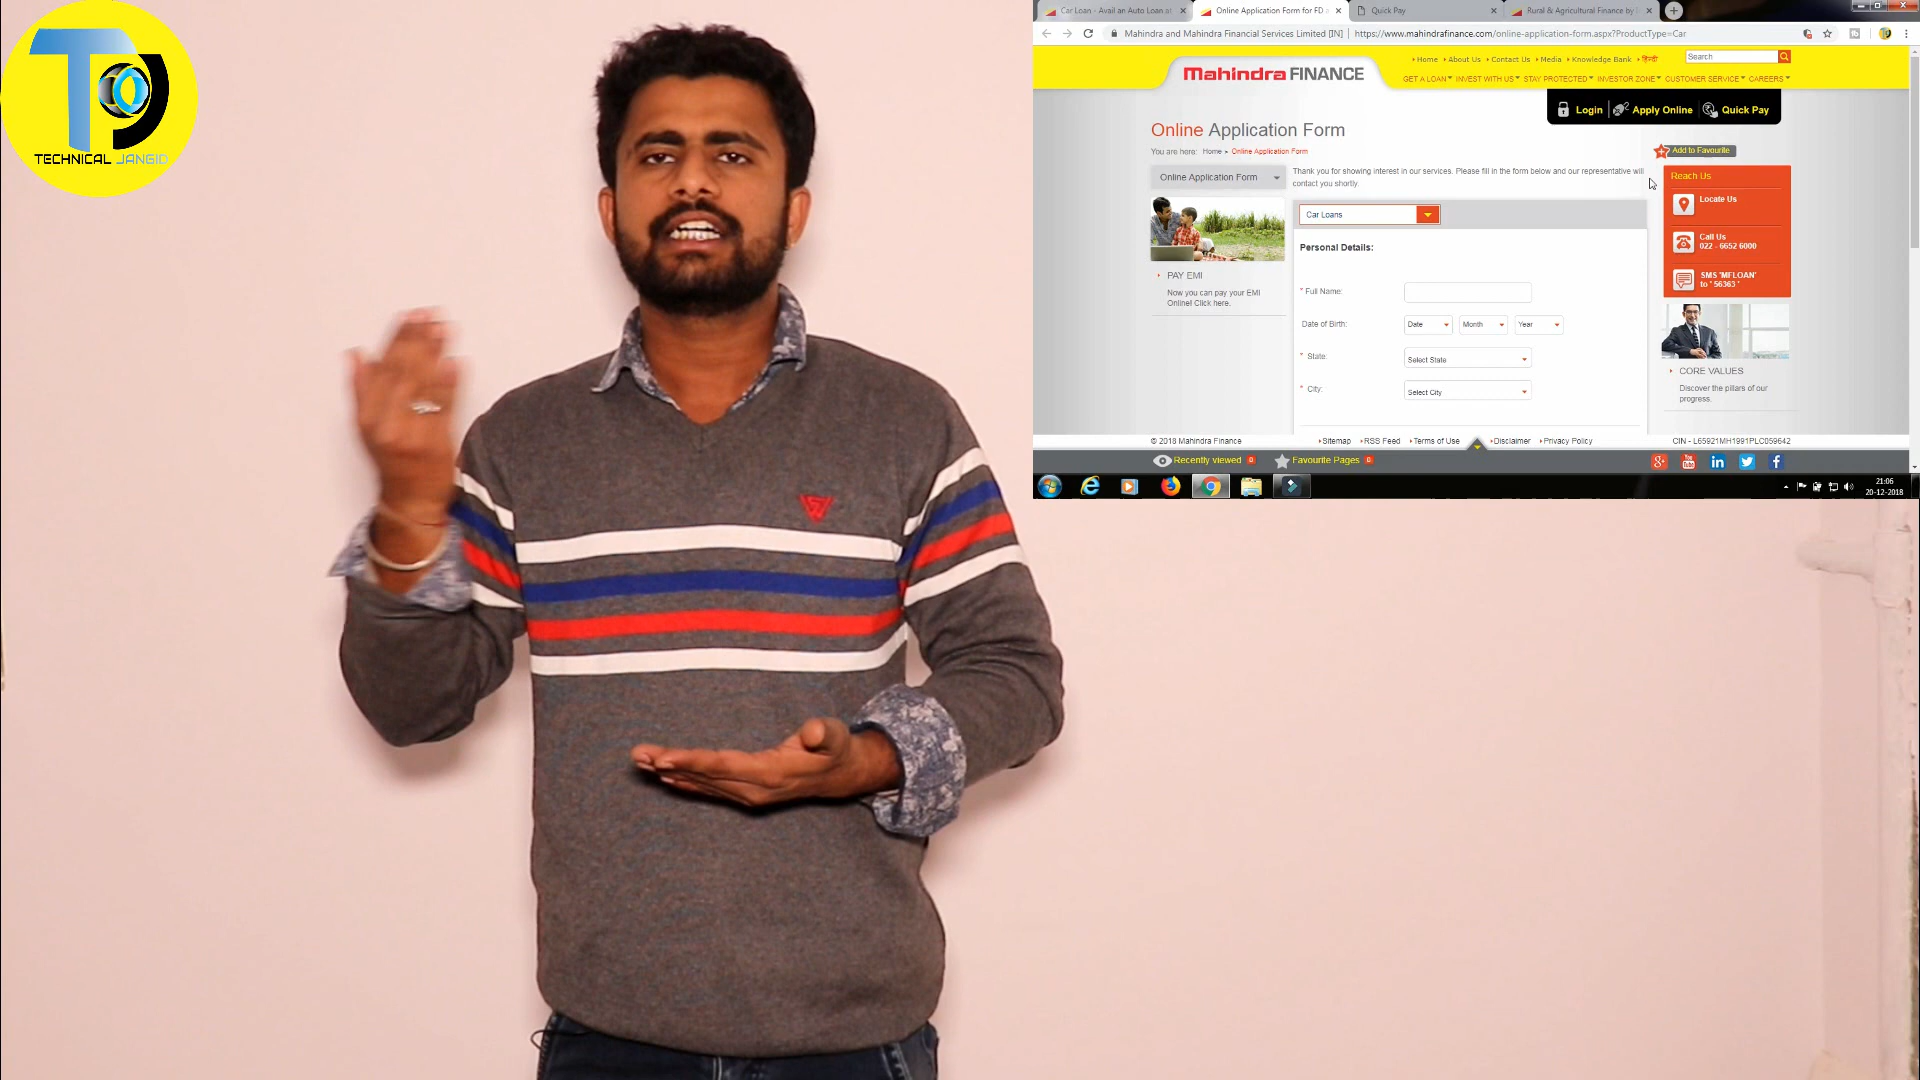 TECHNICAL JANGID
Car Loan - Avail an Auto Loan at
Online Application Form for FD
Quick Pay
Rural & Agricultural Finance by
Mahindra and Mahindra Financial Services Limited [IN]
https://www.mahindrafinance.com/online-application-form.aspx?ProductType=Car
Home
About Us
Contact Us
Media
Knowledge Bank
हिन्दी
Search
Mahindra FINANCE
GET A LOAN
INVEST WITH US
STAY PROTECTED
INVESTOR ZONE
CUSTOMER SERVICE
CAREERS
Login
Apply Online
Quick Pay
Online Application Form
You are here: Home Online Application Form
Add to Favourite
Online Application Form
Thank you for showing interest in our services. Please fill in the form below and our representative will
contact you shortly.
Car Loans
Personal Details:
* Full Name:
Date of Birth:
Date
Month
Year
* State:
Select State
* City:
Select City
PAY EMI
Now you can pay your EMI
Online! Click here.
Reach Us
Locate Us
Call Us
022 - 6652 6000
SMS 'MFLOAN'
to ' 56363 '
CORE VALUES
Discover the pillars of our
progress.
© 2018 Mahindra Finance
Sitemap
RSS Feed
Terms of Use
Disclaimer
Privacy Policy
CIN - L65921MH1991PLC059642
Recently viewed 0
Favourite Pages 0
21:06
20-12-2018